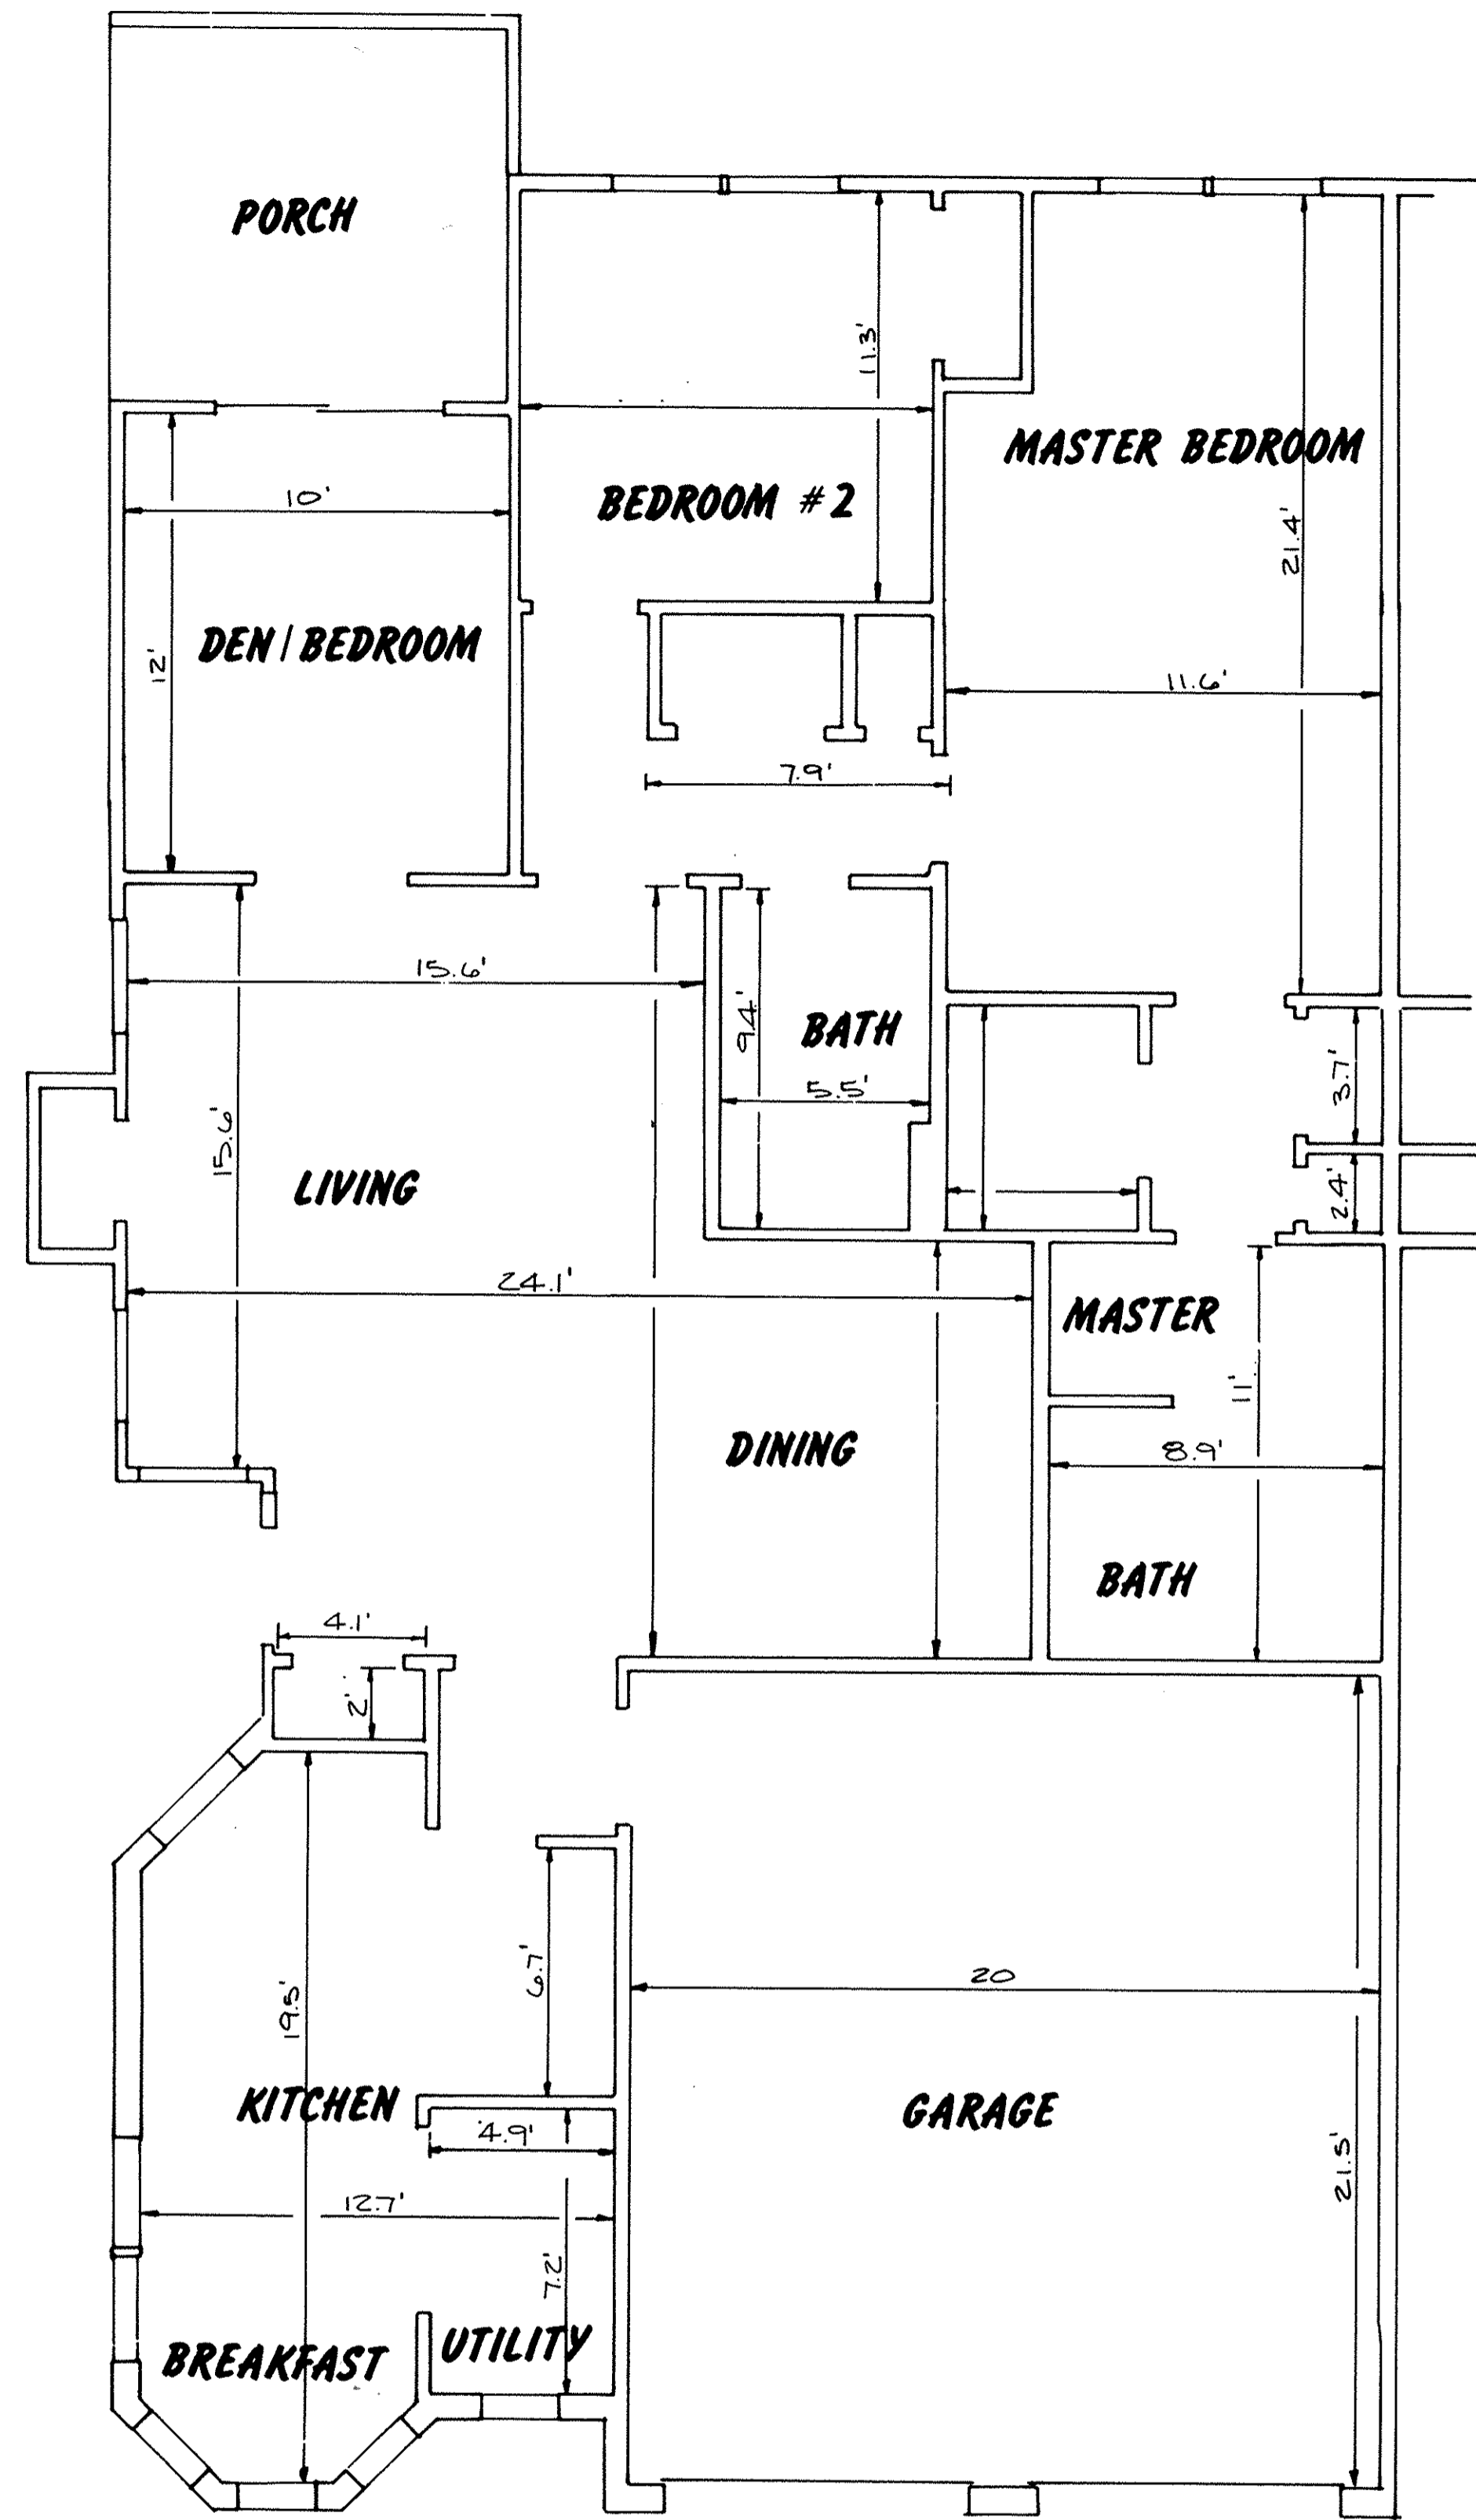 PORCH
11.3'
MASTER BEDROOM
10'
BEDROOM #2
21.4'
12'
DEN / BEDROOM
11.6'
7.9'
15.6'
9.4'
BATH
5.5'
3.7'
15.6'
LIVING
2.4'
24.1'
MASTER
11'
DINING
8.9'
BATH
4.1'
2'
6.7'
20
19.5'
KITCHEN
GARAGE
4.9'
21.5'
12.7'
7.2'
BREAKFAST
UTILITY